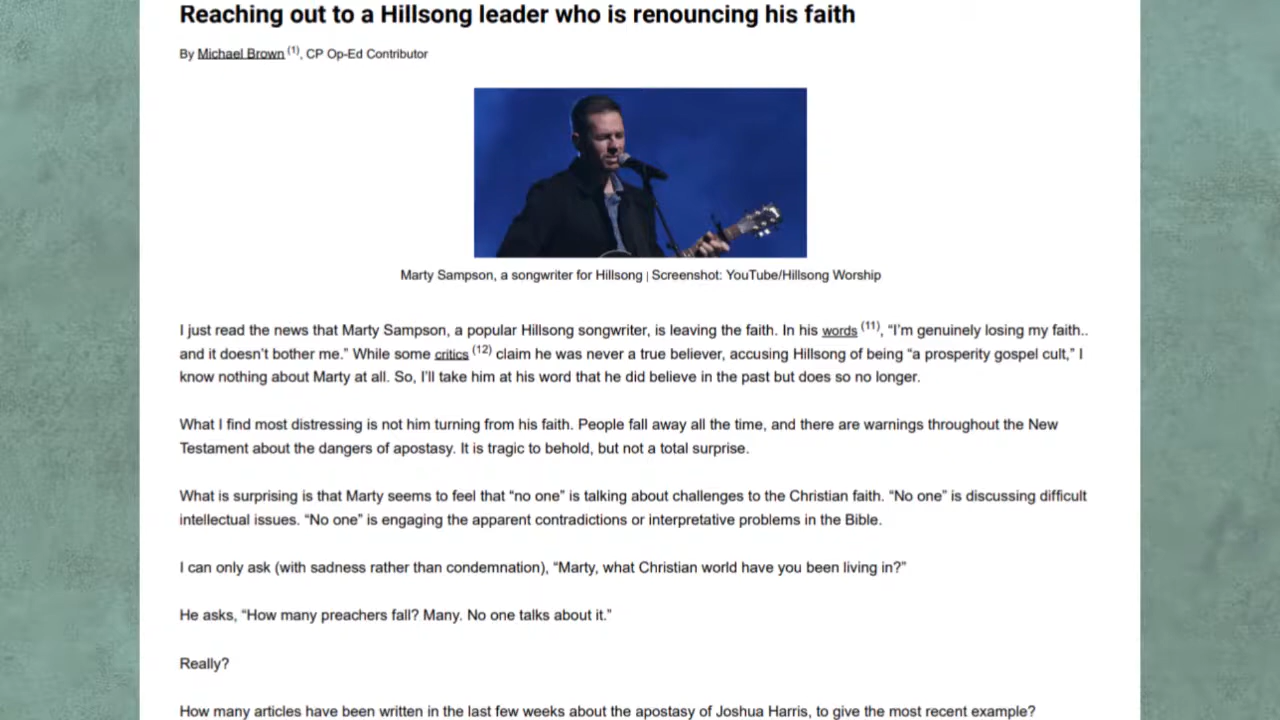 Reaching out to a Hillsong leader who is renouncing his faith
By Michael Brown (1), CP Op-Ed Contributor
Marty Sampson, a songwriter for Hillsong | Screenshot: YouTube/Hillsong Worship
I just read the news that Marty Sampson, a popular Hillsong songwriter, is leaving the faith. In his words (11), “I’m genuinely losing my faith..
and it doesn’t bother me.” While some critics (12) claim he was never a true believer, accusing Hillsong of being “a prosperity gospel cult,” I
know nothing about Marty at all. So, I’ll take him at his word that he did believe in the past but does so no longer.
What I find most distressing is not him turning from his faith. People fall away all the time, and there are warnings throughout the New
Testament about the dangers of apostasy. It is tragic to behold, but not a total surprise.
What is surprising is that Marty seems to feel that “no one” is talking about challenges to the Christian faith. “No one” is discussing difficult
intellectual issues. “No one” is engaging the apparent contradictions or interpretative problems in the Bible.
I can only ask (with sadness rather than condemnation), “Marty, what Christian world have you been living in?”
He asks, “How many preachers fall? Many. No one talks about it.”
Really?
How many articles have been written in the last few weeks about the apostasy of Joshua Harris, to give the most recent example?